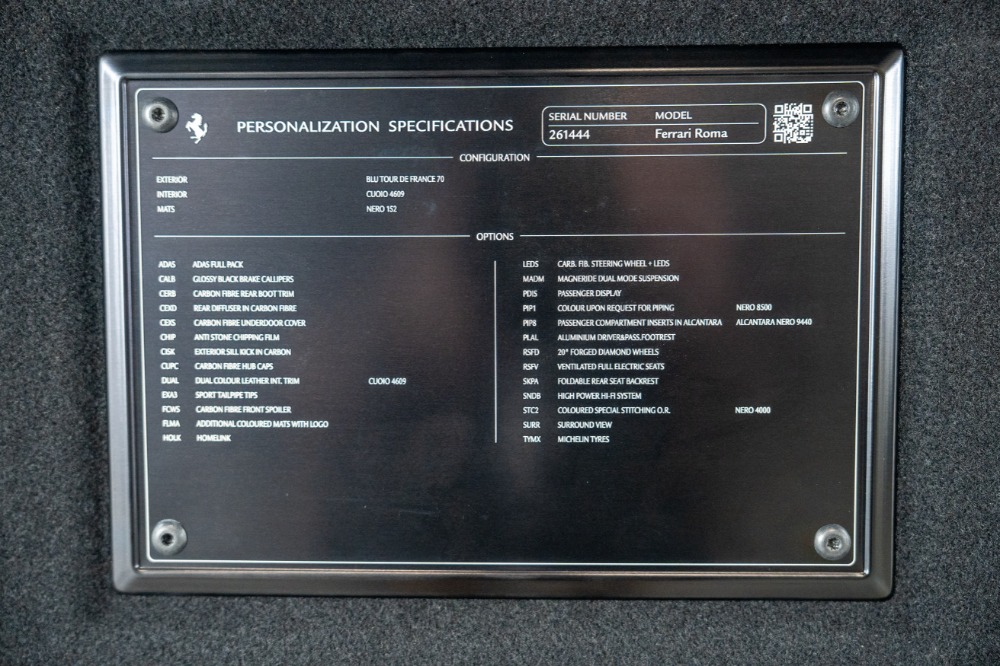 PERSONALIZATION SPECIFICATIONS
SERIAL NUMBER MODEL
261444 Ferrari Roma
CONFIGURATION
EXTERIOR BLU TOUR DE FRANCE 70
INTERIOR CUOIO 4609
MATS NERO 152
OPTIONS
ADAS ADAS FULL PACK
CALB GLOSSY BLACK BRAKE CALLIPERS
CERB CARBON FIBRE REAR BOOT TRIM
CEXD REAR DIFFUSER IN CARBON FIBRE
CEXS CARBON FIBRE UNDERDOOR COVER
CHIP ANTI STONE CHIPPING FILM
CISK EXTERIOR SILL KICK IN CARBON
CUPC CARBON FIBRE HUB CAPS
DUAL DUAL COLOUR LEATHER INT. TRIM CUOIO 4609
EXA3 SPORT TAILPIPE TIPS
FCWS CARBON FIBRE FRONT SPOILER
FLMA ADDITIONAL COLOURED MATS WITH LOGO
HOLK HOMELINK
LEDS CARB. FIB. STEERING WHEEL + LEDS
MADM MAGNERIDE DUAL MODE SUSPENSION
PDIS PASSENGER DISPLAY
PIP1 COLOUR UPON REQUEST FOR PIPING NERO 8500
PIP8 PASSENGER COMPARTMENT INSERTS IN ALCANTARA ALCANTARA NERO 9440
PLAL ALUMINIUM DRIVER&PASS.FOOTREST
RSFD 20" FORGED DIAMOND WHEELS
RSFV VENTILATED FULL ELECTRIC SEATS
SKPA FOLDABLE REAR SEAT BACKREST
SNDB HIGH POWER HI-FI SYSTEM
STC2 COLOURED SPECIAL STITCHING O.R. NERO 4000
SURR SURROUND VIEW
TYMX MICHELIN TYRES